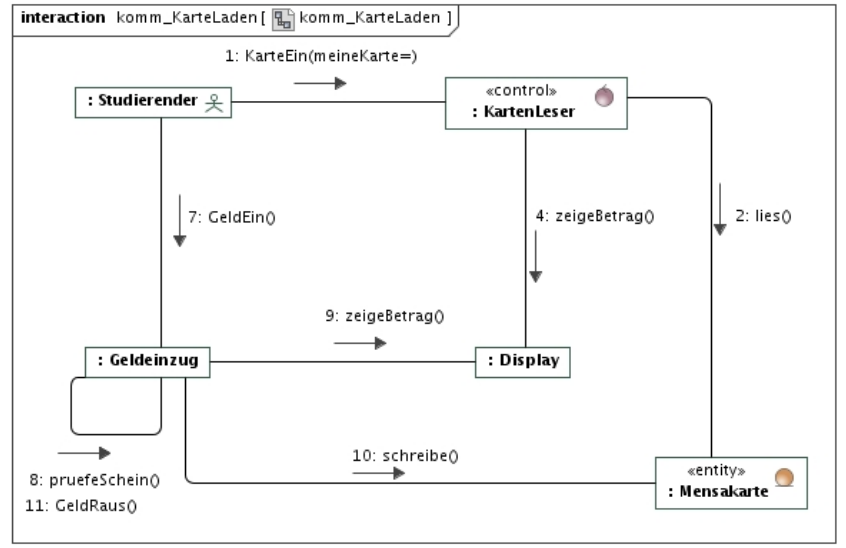 interaction komm_KarteLaden [ komm_KarteLaden ]
1: KarteEin(meineKarte=)
: Studierender
«control»
: KartenLeser
7: GeldEin()
4: zeigeBetrag()
2: lies()
9: zeigeBetrag()
: Geldeinzug
: Display
10: schreibe()
8: pruefeSchein()
11: GeldRaus()
«entity»
: Mensakarte